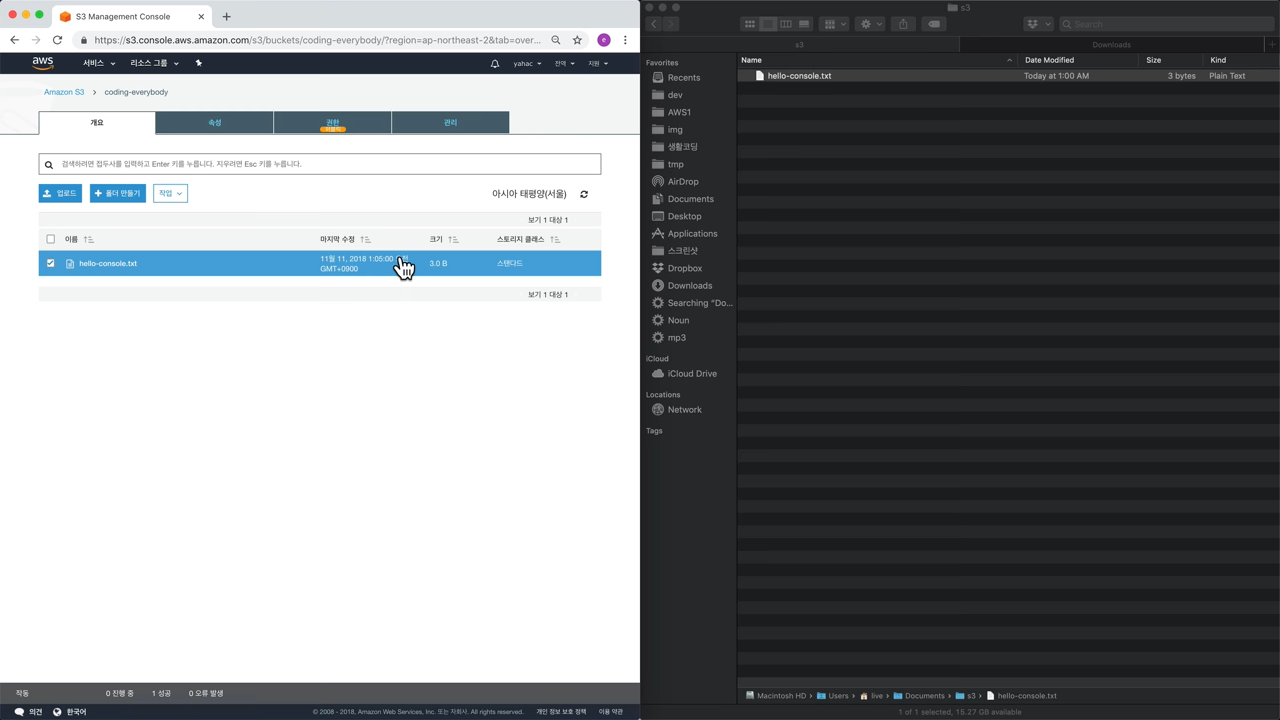 S3 Management Console
https://s3.console.aws.amazon.com/s3/buckets/coding-everybody/?region=ap-northeast-2&tab=over...
e
aws
서비스
리소스 그룹
yahac
전역
지원
Amazon S3 > coding-everybody
개요
속성
권한
퍼블릭
관리
검색하려면 접두사를 입력하고 Enter 키를 누릅니다. 지우려면 Esc 키를 누릅니다.
업로드
+ 폴더 만들기
작업
아시아 태평양(서울)
보기 1 대상 1
이름
마지막 수정
크기
스토리지 클래스
hello-console.txt
11월 11, 2018 1:05:00
GMT+0900
3.0 B
스탠다드
보기 1 대상 1
작동
0 진행 중
1 성공
0 오류 발생
의견
한국어
© 2008 - 2018, Amazon Web Services, Inc. 또는 자회사. All rights reserved.
개인 정보 보호 정책
이용 약관
s3
Search
s3
Downloads
+
Favorites
Recents
dev
AWS1
img
생활코딩
tmp
AirDrop
Documents
Desktop
Applications
스크린샷
Dropbox
Downloads
Searching “Do...
Noun
mp3
iCloud
iCloud Drive
Locations
Network
Tags
Name
Date Modified
Size
Kind
hello-console.txt
Today at 1:00 AM
3 bytes
Plain Text
Macintosh HD › Users › live › Documents › s3 › hello-console.txt
1 of 1 selected, 15.27 GB available